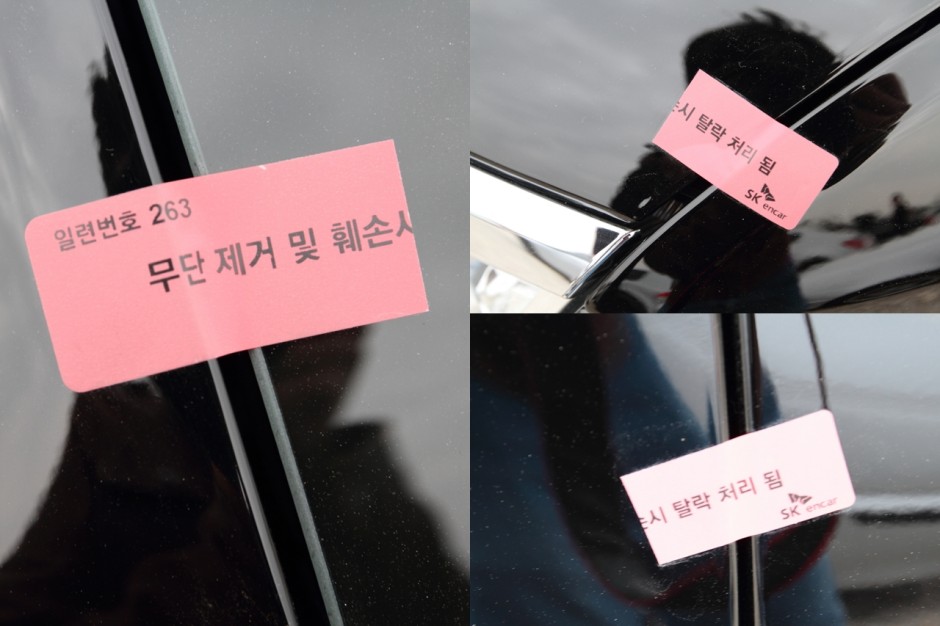 일련번호 263
무단 제거 및 훼손시
손시 탈락 처리 됨
SK encar
손시 탈락 처리 됨
SK encar